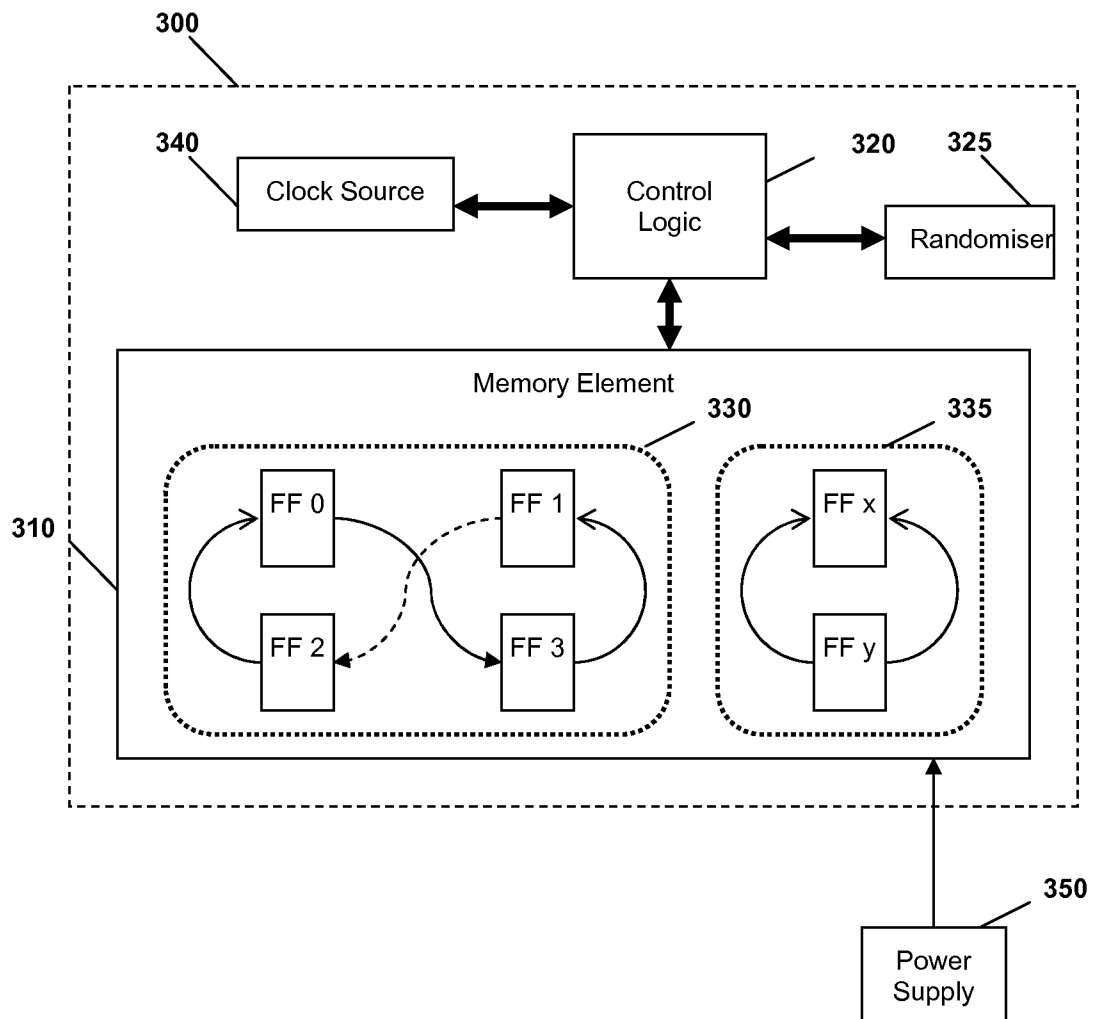 300
340
Clock Source
Control
Logic
320
325
Randomiser
Memory Element
330
335
310
FF 0
FF 1
FF x
FF 2
FF 3
FF y
350
Power
Supply